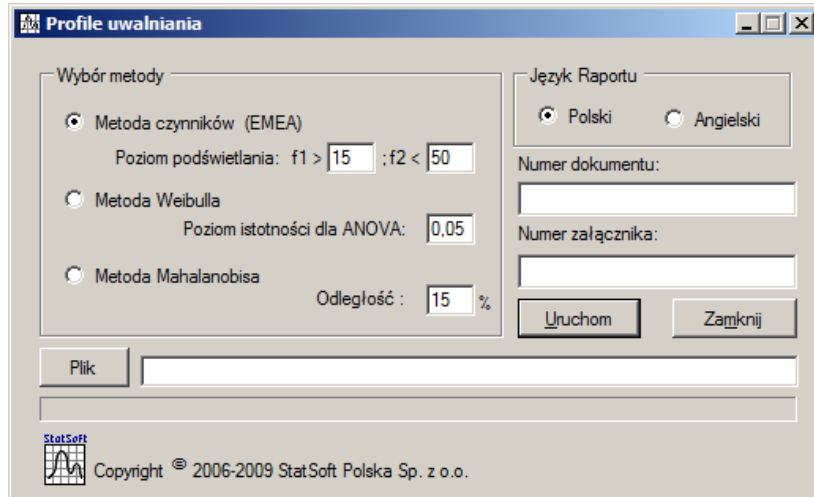 Profile uwalniania
Wybór metody
Metoda czynników (EMEA)
Poziom podświetlania: f1 > 15 ; f2 < 50
Metoda Weibulla
Poziom istotności dla ANOVA: 0,05
Metoda Mahalanobisa
Odległość : 15 %
Język Raportu
Polski Angielski
Numer dokumentu:
Numer załącznika:
Uruchom Zamknij
Plik
StatSoft
Copyright © 2006-2009 StatSoft Polska Sp. z o.o.